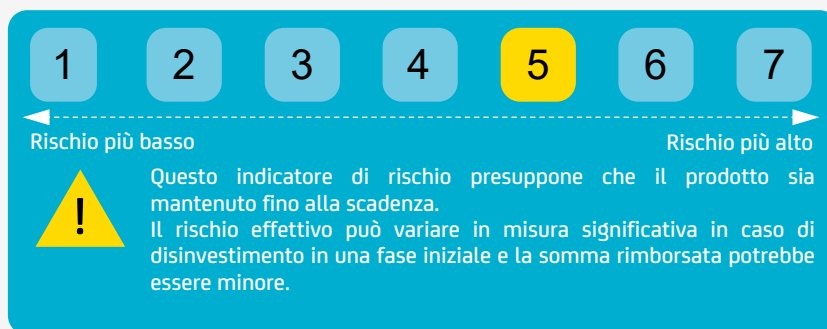 1 2 3 4 5 6 7
Rischio più basso Rischio più alto
! Questo indicatore di rischio presuppone che il prodotto sia
mantenuto fino alla scadenza.
Il rischio effettivo può variare in misura significativa in caso di
disinvestimento in una fase iniziale e la somma rimborsata potrebbe
essere minore.